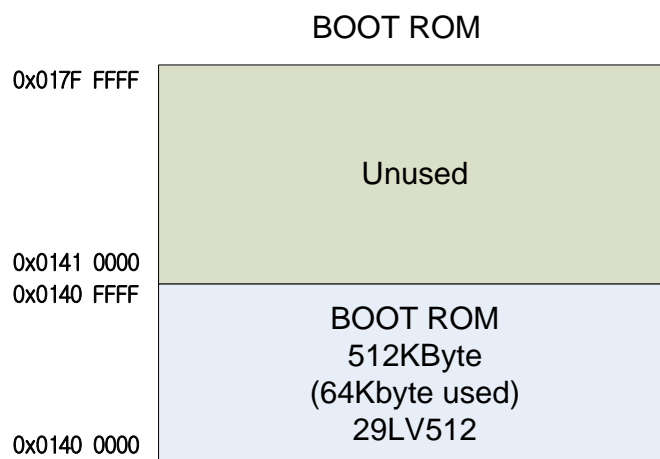 BOOT ROM
0x017F FFFF
Unused
0x0141 0000
0x0140 FFFF
BOOT ROM
512KByte
(64Kbyte used)
29LV512
0x0140 0000